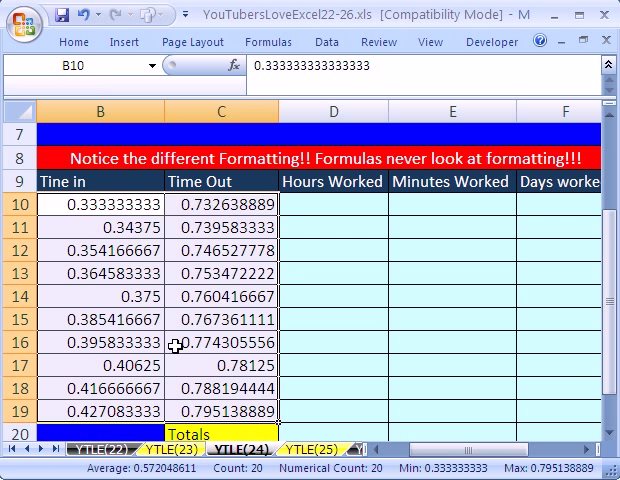 YouTubersLoveExcel22-26.xls [Compatibility Mode] - M
Home Insert Page Layout Formulas Data Review View Developer
B10 fx 0.333333333333333
B C D E F
7
8 Notice the different Formatting!! Formulas never look at formatting!!!
9 Tine in Time Out Hours Worked Minutes Worked Days worke
10 0.333333333 0.732638889
11 0.34375 0.739583333
12 0.354166667 0.746527778
13 0.364583333 0.753472222
14 0.375 0.760416667
15 0.385416667 0.767361111
16 0.395833333 0.774305556
17 0.40625 0.78125
18 0.416666667 0.788194444
19 0.427083333 0.795138889
20 Totals
YTLE(22) YTLE(23) YTLE(24) YTLE(25)
Average: 0.572048611 Count: 20 Numerical Count: 20 Min: 0.333333333 Max: 0.795138889